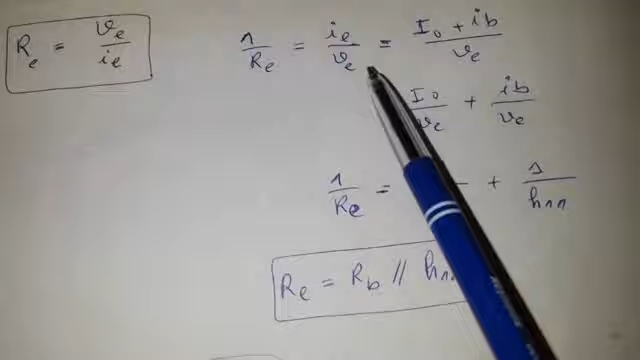 Re = ve/ie
1/Re = ie/ve = I0 + ib/ve
I0/ve + ib/ve
1/Re = + 1/h11
Re = Rb // h11